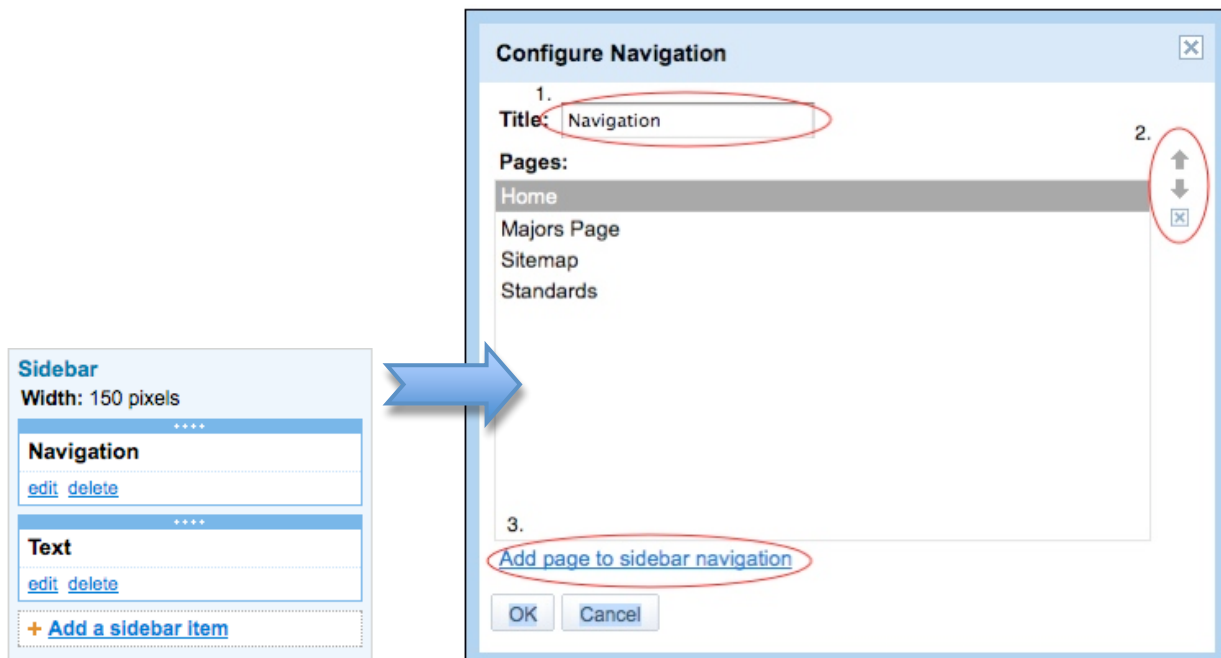 Sidebar
Width: 150 pixels
Navigation
edit delete
Text
edit delete
+ Add a sidebar item
Configure Navigation
1.
Title: Navigation
2.
Pages:
Home
Majors Page
Sitemap
Standards
3.
Add page to sidebar navigation
OK Cancel